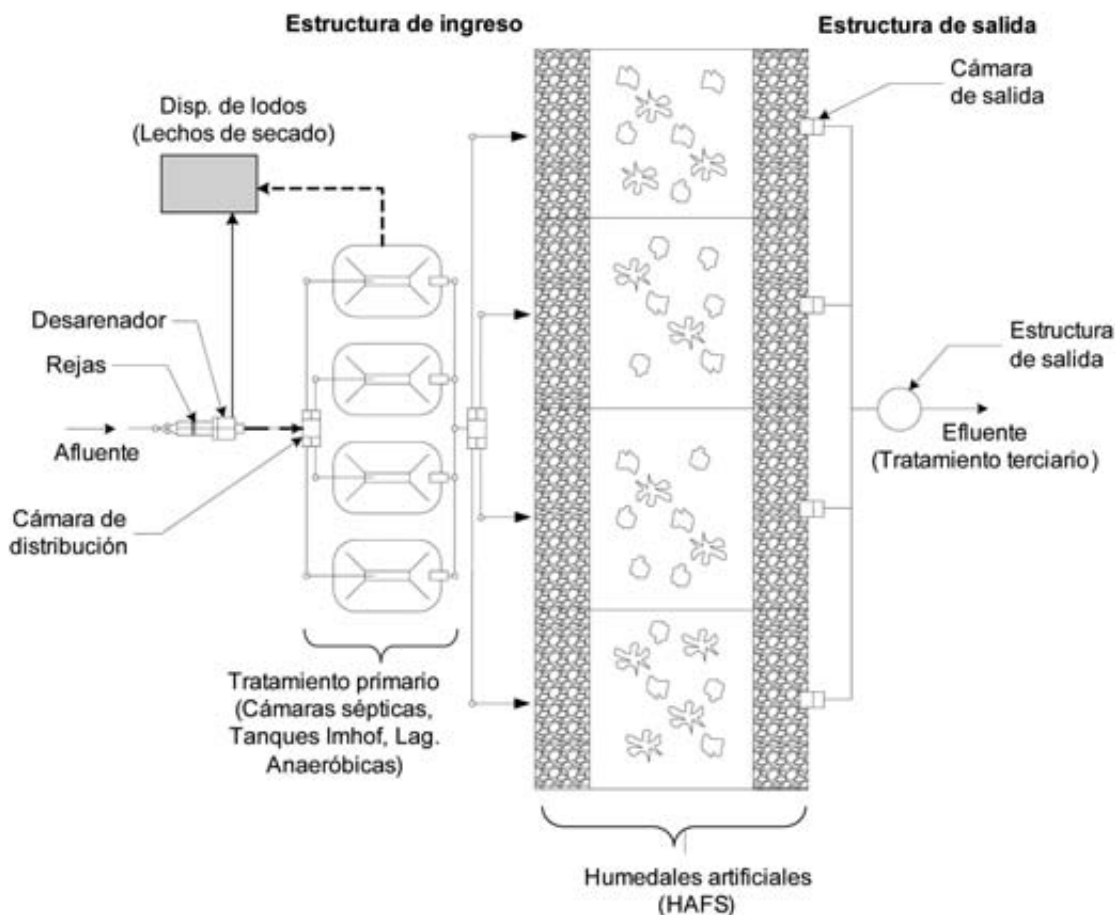 Estructura de ingreso
Estructura de salida
Cámara
de salida
Disp. de lodos
(Lechos de secado)
Desarenador
Rejas
Afluente
Cámara de
distribución
Estructura
de salida
Efluente
(Tratamiento terciario)
Tratamiento primario
(Cámaras sépticas,
Tanques Imhof, Lag.
Anaeróbicas)
Humedales artificiales
(HAFS)